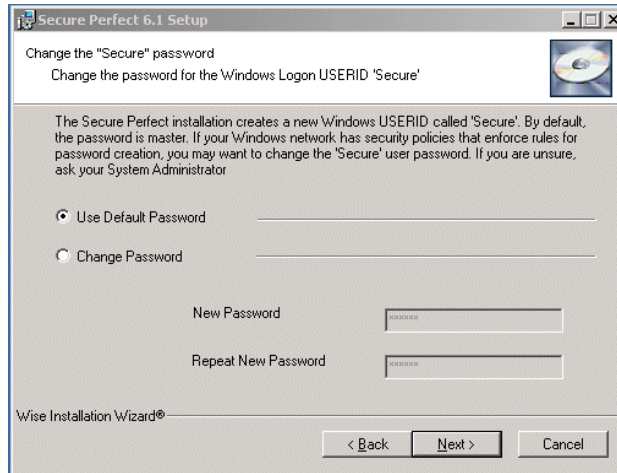 Secure Perfect 6.1 Setup
Change the "Secure" password
Change the password for the Windows Logon USERID 'Secure'
The Secure Perfect installation creates a new Windows USERID called 'Secure'. By default,
the password is master. If your Windows network has security policies that enforce rules for
password creation, you may want to change the 'Secure' user password. If you are unsure,
ask your System Administrator
Use Default Password
Change Password
New Password
xxxxxx
Repeat New Password
xxxxxx
Wise Installation Wizard®
< Back
Next >
Cancel